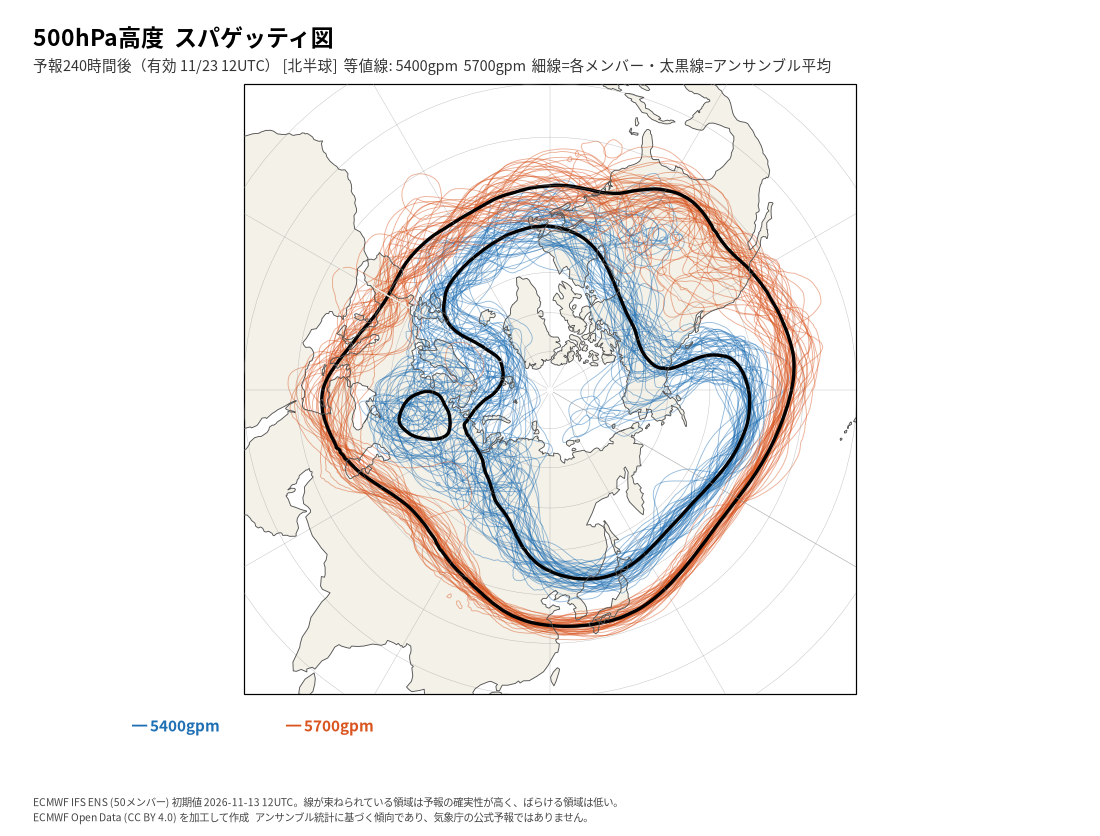 500hPa高度 スパゲッティ図
予報240時間後（有効 11/23 12UTC） [北半球] 等値線: 5400gpm 5700gpm 細線=各メンバー・太黒線=アンサンブル平均
5400gpm 5700gpm
ECMWF IFS ENS (50メンバー) 初期値 2026-11-13 12UTC。線が束ねられている領域は予報の確実性が高く、ばらける領域は低い。
ECMWF Open Data (CC BY 4.0) を加工して作成 アンサンブル統計に基づく傾向であり、気象庁の公式予報ではありません。